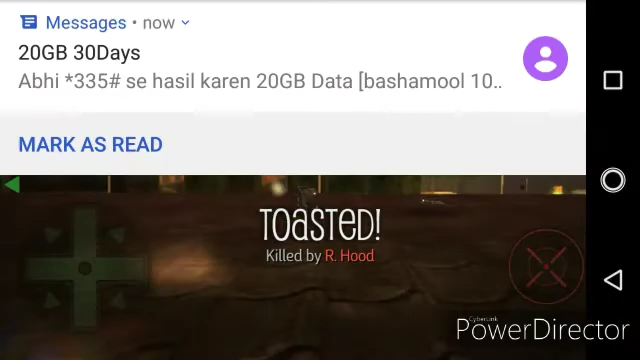 Messages • now
20GB 30Days
Abhi *335# se hasil karen 20GB Data [bashamool 10..
MARK AS READ
TOASTED!
Killed by R. Hood
CyberLink
PowerDirector